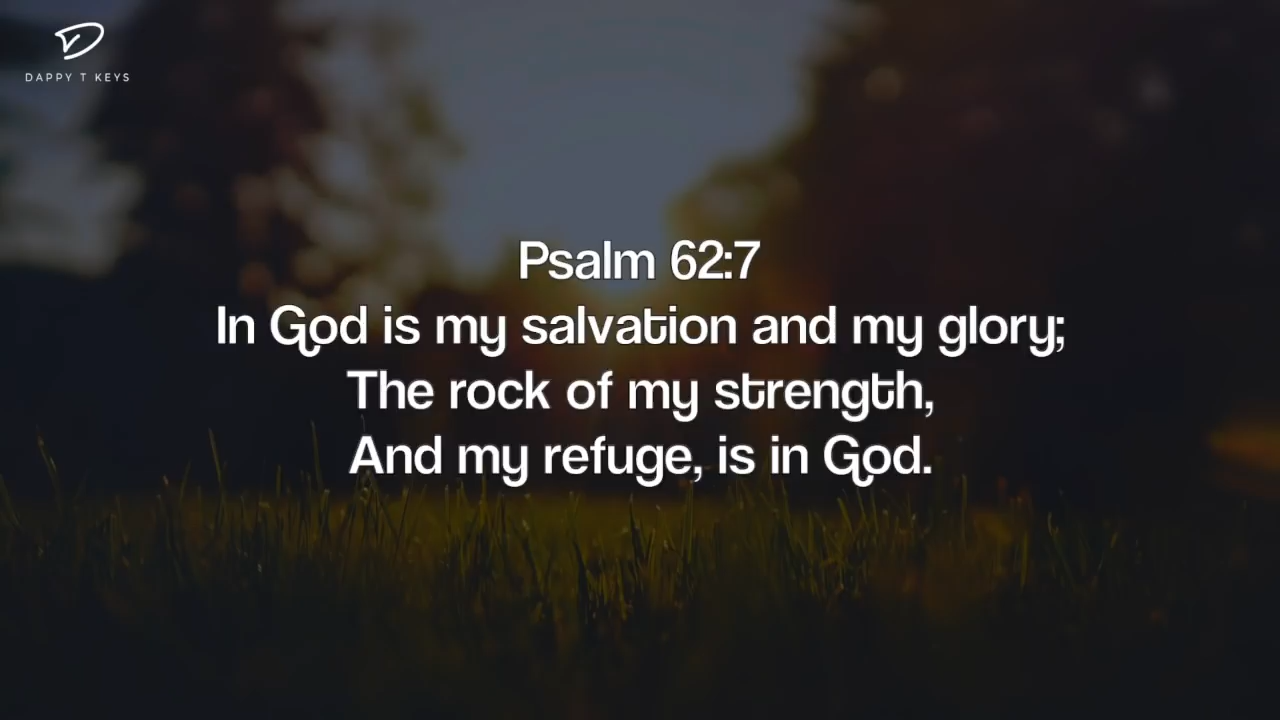 DAPPY T KEYS
Psalm 62:7
In God is my salvation and my glory;
The rock of my strength,
And my refuge, is in God.